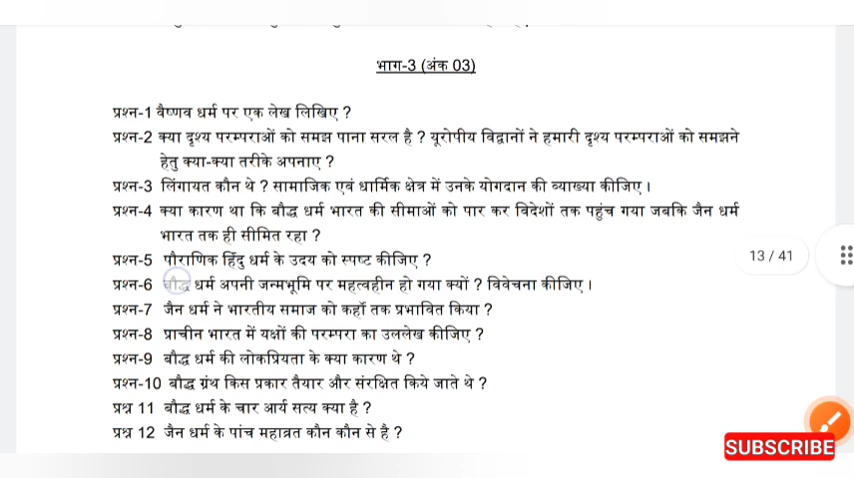 भाग-3 (अंक 03)
प्रश्न-1 वैष्णव धर्म पर एक लेख लिखिए ?
प्रश्न-2 क्या दृश्य परम्पराओं को समझ पाना सरल है ? यूरोपीय विद्वानों ने हमारी दृश्य परम्पराओं को समझने
हेतु क्या-क्या तरीके अपनाए ?
प्रश्न-3 लिंगायत कौन थे ? सामाजिक एवं धार्मिक क्षेत्र में उनके योगदान की व्याख्या कीजिए।
प्रश्न-4 क्या कारण था कि बौद्ध धर्म भारत की सीमाओं को पार कर विदेशों तक पहुंच गया जबकि जैन धर्म
भारत तक ही सीमित रहा ?
प्रश्न-5 पौराणिक हिंदु धर्म के उदय को स्पष्ट कीजिए ?
13 / 41
प्रश्न-6 बौद्ध धर्म अपनी जन्मभूमि पर महत्वहीन हो गया क्यों ? विवेचना कीजिए।
प्रश्न-7 जैन धर्म ने भारतीय समाज को कहॉ तक प्रभावित किया ?
प्रश्न-8 प्राचीन भारत में यक्षों की परम्परा का उललेख कीजिए ?
प्रश्न-9 बौद्ध धर्म की लोकप्रियता के क्या कारण थे ?
प्रश्न-10 बौद्ध ग्रंथ किस प्रकार तैयार और संरक्षित किये जाते थे ?
प्रश्न 11 बौद्ध धर्म के चार आर्य सत्य क्या है ?
प्रश्न 12 जैन धर्म के पांच महाव्रत कौन कौन से है ?
SUBSCRIBE